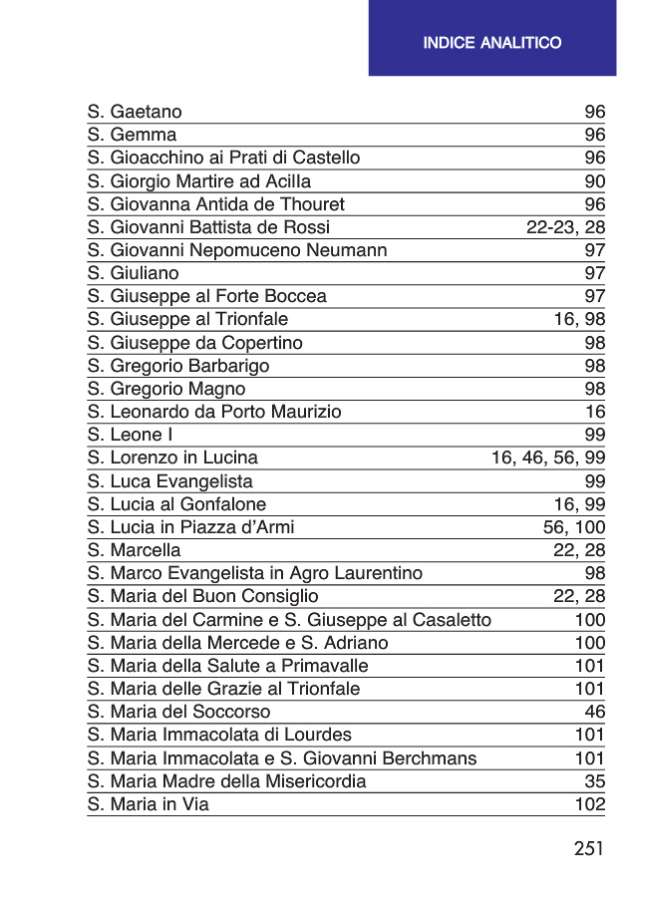 INDICE ANALITICO
S. Gaetano 96
S. Gemma 96
S. Gioacchino ai Prati di Castello 96
S. Giorgio Martire ad Acilla 90
S. Giovanna Antida de Thouret 96
S. Giovanni Battista de Rossi 22-23, 28
S. Giovanni Nepomuceno Neumann 97
S. Giuliano 97
S. Giuseppe al Forte Boccea 97
S. Giuseppe al Trionfale 16, 98
S. Giuseppe da Copertino 98
S. Gregorio Barbarigo 98
S. Gregorio Magno 98
S. Leonardo da Porto Maurizio 16
S. Leone I 99
S. Lorenzo in Lucina 16, 46, 56, 99
S. Luca Evangelista 99
S. Lucia al Gonfalone 16, 99
S. Lucia in Piazza d’Armi 56, 100
S. Marcella 22, 28
S. Marco Evangelista in Agro Laurentino 98
S. Maria del Buon Consiglio 22, 28
S. Maria del Carmine e S. Giuseppe al Casaletto 100
S. Maria della Mercede e S. Adriano 100
S. Maria della Salute a Primavalle 101
S. Maria delle Grazie al Trionfale 101
S. Maria del Soccorso 46
S. Maria Immacolata di Lourdes 101
S. Maria Immacolata e S. Giovanni Berchmans 101
S. Maria Madre della Misericordia 35
S. Maria in Via 102
251